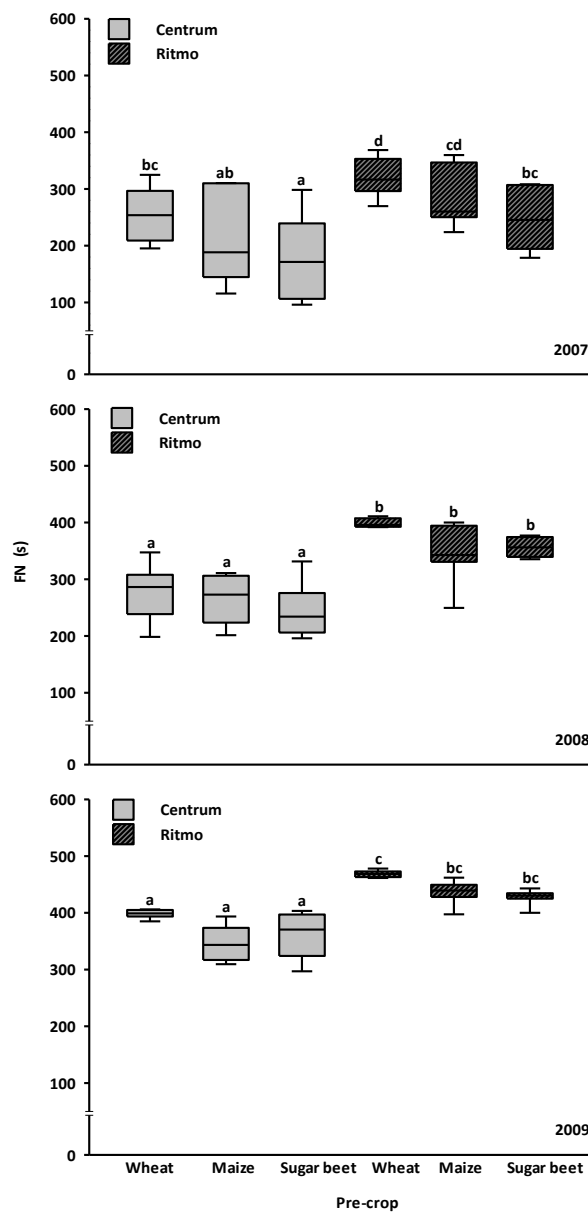 600
500
400
300
200
100
0
Centrum
Ritmo
bc
ab
a
d
cd
bc
2007
FN (s)
600
500
400
300
200
100
0
Centrum
Ritmo
a
a
a
b
b
b
2008
600
500
400
300
200
100
0
Centrum
Ritmo
a
a
a
c
bc
bc
2009
Wheat Maize Sugar beet Wheat Maize Sugar beet
Pre-crop